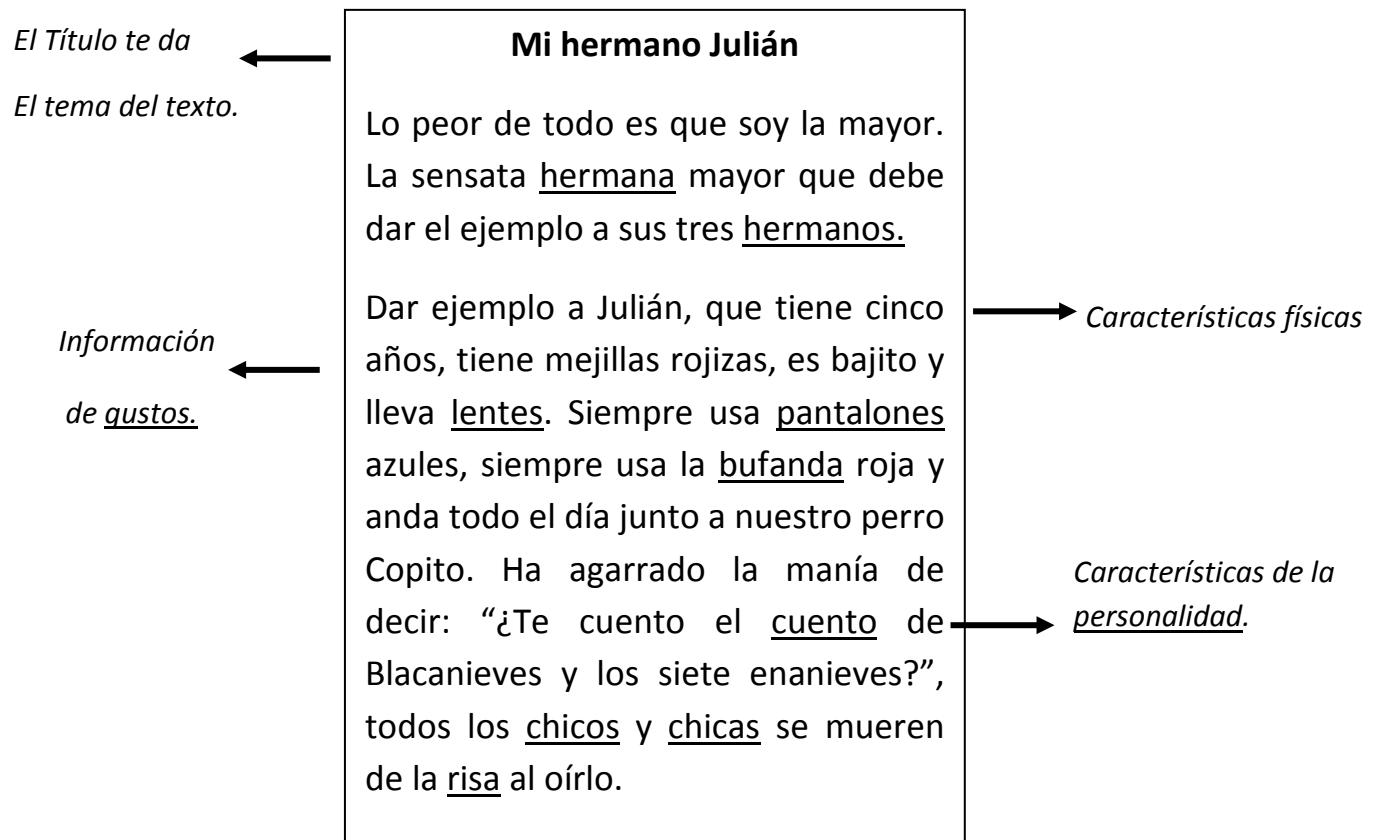 El Título te da
El tema del texto.
Mi hermano Julián
Lo peor de todo es que soy la mayor.
La sensata hermana mayor que debe
dar el ejemplo a sus tres hermanos.
Dar ejemplo a Julián, que tiene cinco
años, tiene mejillas rojizas, es bajito y
lleva lentes. Siempre usa pantalones
azules, siempre usa la bufanda roja y
anda todo el día junto a nuestro perro
Copito. Ha agarrado la manía de
decir: “¿Te cuento el cuento de
Blacanieves y los siete enanieves?”,
todos los chicos y chicas se mueren
de la risa al oírlo.
Información
de gustos.
Características físicas
Características de la
personalidad.